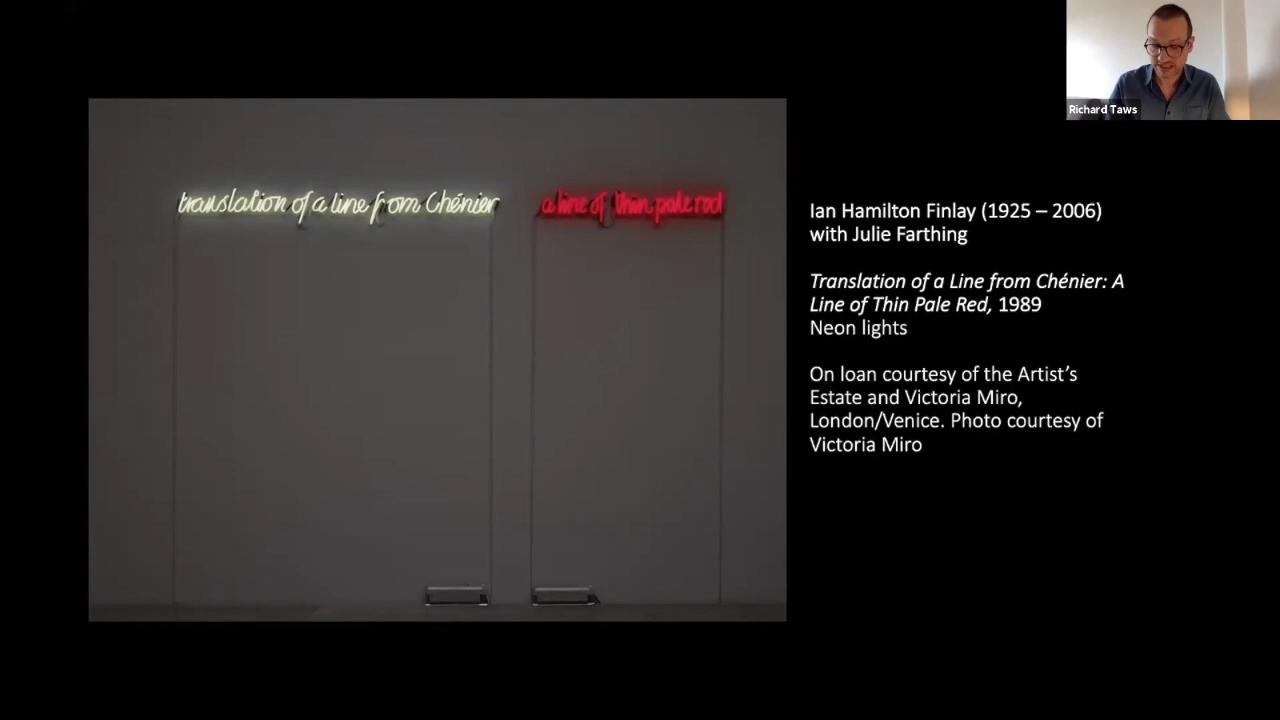 Richard Taws
translation of a line from Chénier
a line of thin pale red
Ian Hamilton Finlay (1925 – 2006)
with Julie Farthing
Translation of a Line from Chénier: A
Line of Thin Pale Red, 1989
Neon lights
On loan courtesy of the Artist’s
Estate and Victoria Miro,
London/Venice. Photo courtesy of
Victoria Miro